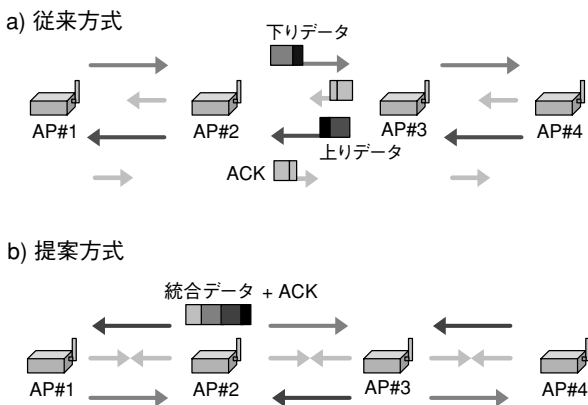 a) 従来方式
下りデータ
AP#1
AP#2
AP#3
AP#4
上りデータ
ACK
b) 提案方式
統合データ + ACK
AP#1
AP#2
AP#3
AP#4